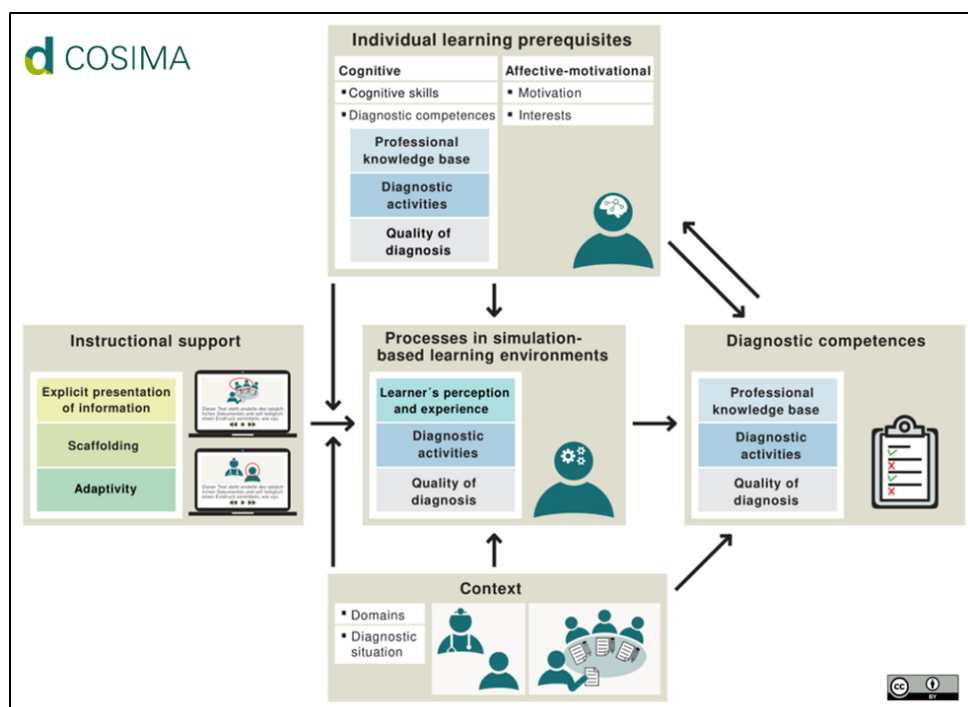 COSIMA
Individual learning prerequisites
Cognitive
▪ Cognitive skills
▪ Diagnostic competences
Professional
knowledge base
Diagnostic
activities
Quality of
diagnosis
Affective-motivational
▪ Motivation
▪ Interests
Instructional support
Explicit presentation
of information
Scaffolding
Adaptivity
Processes in simulation-
based learning environments
Learner´s perception
and experience
Diagnostic
activities
Quality of
diagnosis
Diagnostic competences
Professional
knowledge base
Diagnostic
activities
Quality of
diagnosis
Context
▪ Domains
▪ Diagnostic
situation
cc
BY